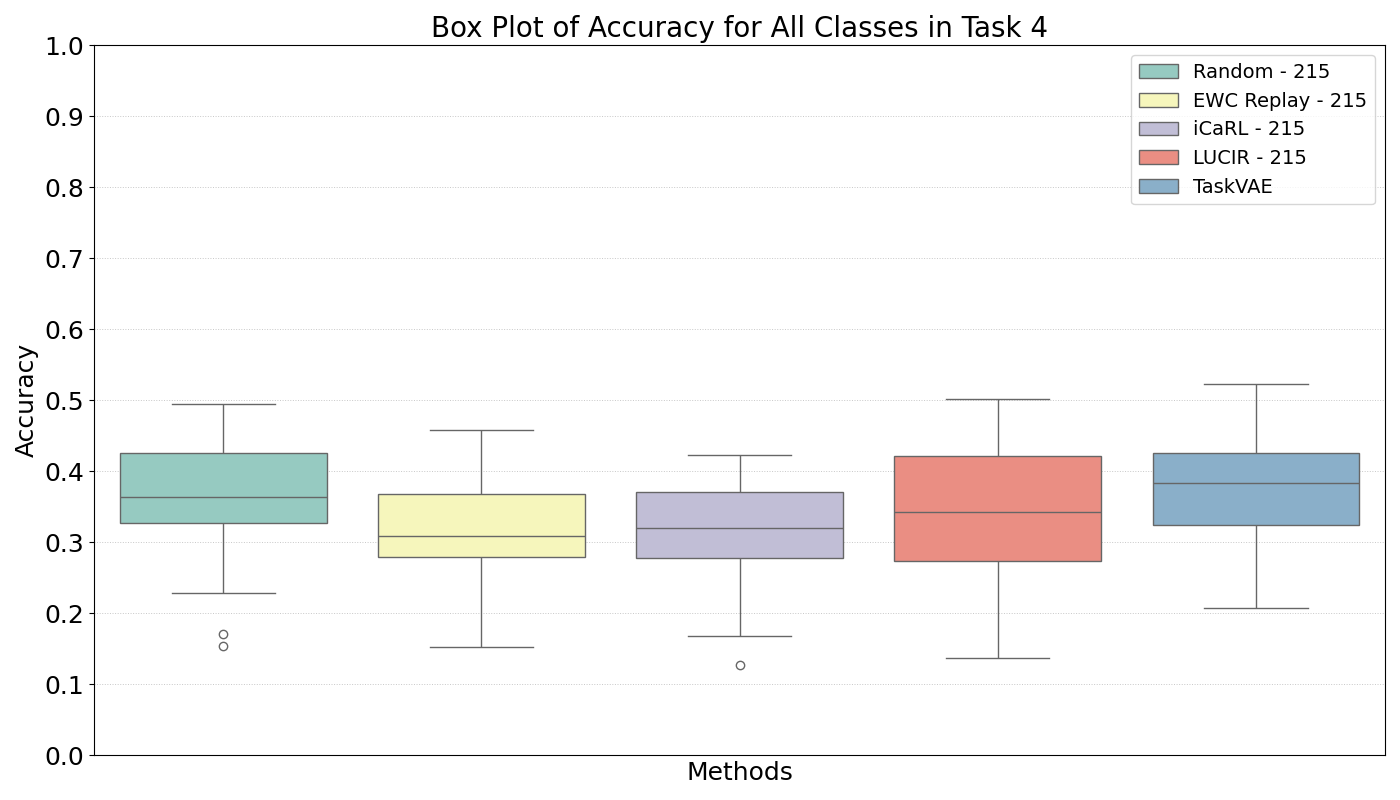 Box Plot of Accuracy for All Classes in Task 4
1.0
0.9
0.8
0.7
0.6
0.5
0.4
0.3
0.2
0.1
0.0
Accuracy
Methods
Random - 215
EWC Replay - 215
iCaRL - 215
LUCIR - 215
TaskVAE